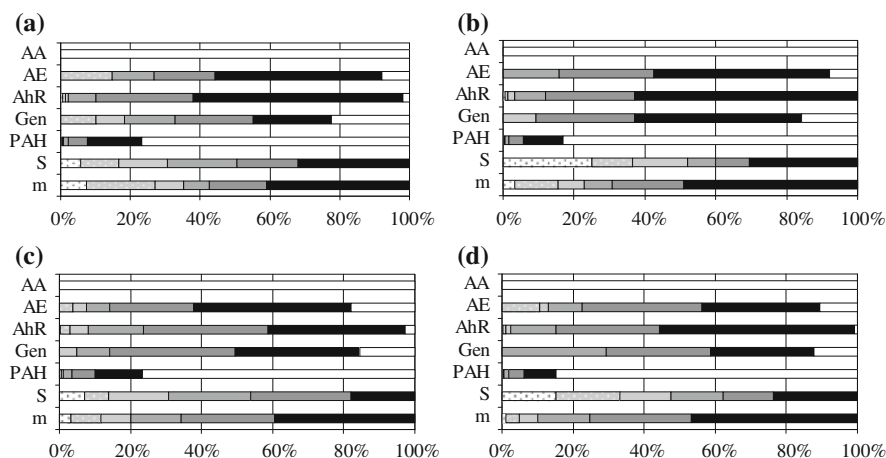 (a)
AA
AE
AhR
Gen
PAH
S
m
0% 20% 40% 60% 80% 100%
(b)
AA
AE
AhR
Gen
PAH
S
m
0% 20% 40% 60% 80% 100%
(c)
AA
AE
AhR
Gen
PAH
S
m
0% 20% 40% 60% 80% 100%
(d)
AA
AE
AhR
Gen
PAH
S
m
0% 20% 40% 60% 80% 100%